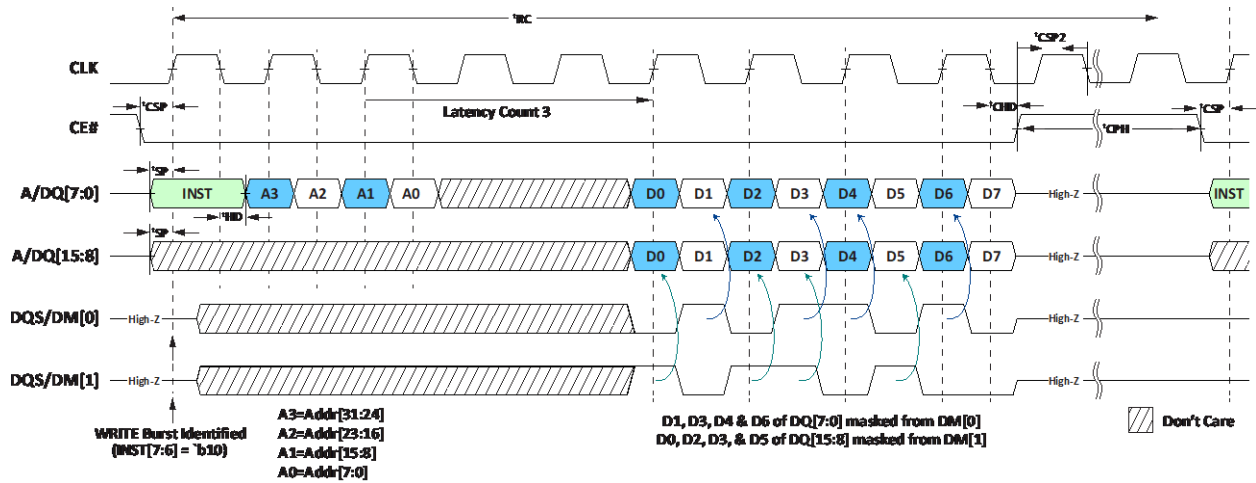 tRC
CLK
tCSP2
tCSP
Latency Count 3
tCHD
tCSP
CE#
tCPH
tSP
A/DQ[7:0]
INST A3 A2 A1 A0 D0 D1 D2 D3 D4 D5 D6 D7 High-Z INST
tHD
tSP
A/DQ[15:8]
D0 D1 D2 D3 D4 D5 D6 D7 High-Z
DQS/DM[0] High-Z High-Z
DQS/DM[1] High-Z High-Z
WRITE Burst Identified
(INST[7:6] = `b10)
A3=Addr[31:24]
A2=Addr[23:16]
A1=Addr[15:8]
A0=Addr[7:0]
D1, D3, D4 & D6 of DQ[7:0] masked from DM[0]
D0, D2, D3, & D5 of DQ[15:8] masked from DM[1]
Don't Care